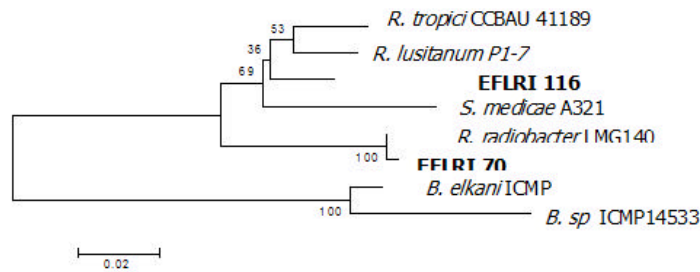 53
R. tropici CCBAU 41189
36
R. lusitanum P1-7
69
EFLRI 116
S. medicae A321
R. radiobacter LMG140
100
EFLRI 70
B. elkani ICMP
100
B. sp ICMP14533
0.02